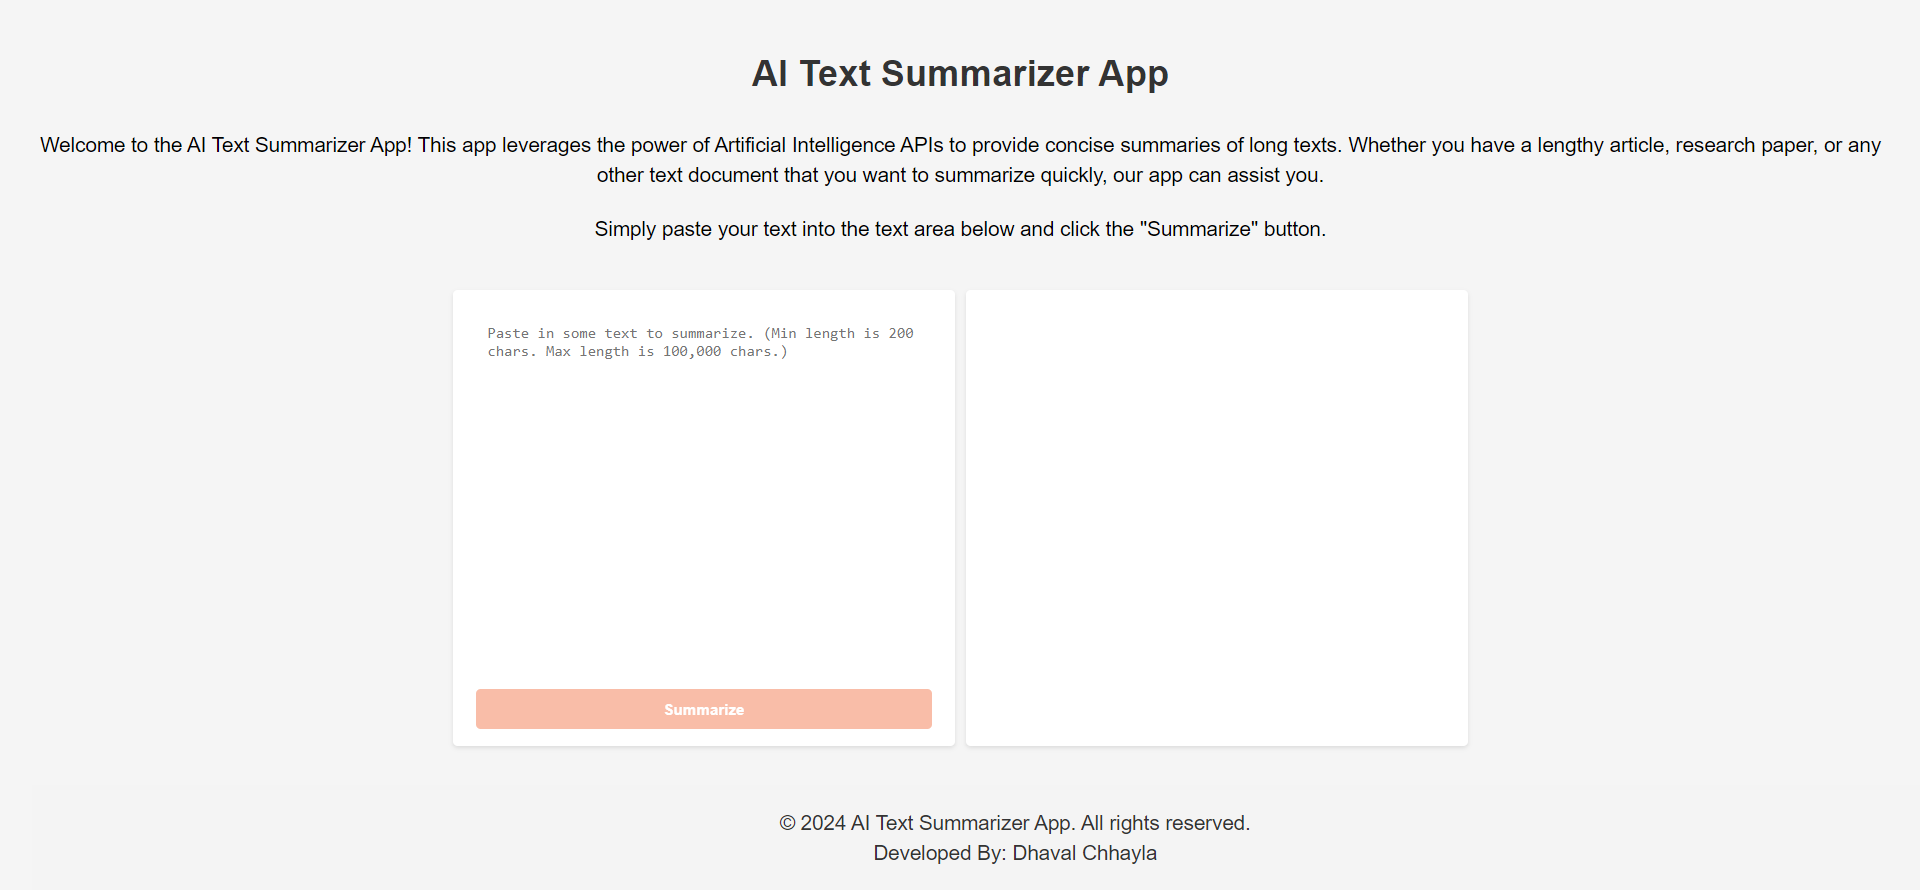 AI Text Summarizer App
Welcome to the AI Text Summarizer App! This app leverages the power of Artificial Intelligence APIs to provide concise summaries of long texts. Whether you have a lengthy article, research paper, or any
other text document that you want to summarize quickly, our app can assist you.
Simply paste your text into the text area below and click the "Summarize" button.
Paste in some text to summarize. (Min length is 200
chars. Max length is 100,000 chars.)
Summarize
© 2024 AI Text Summarizer App. All rights reserved.
Developed By: Dhaval Chhayla